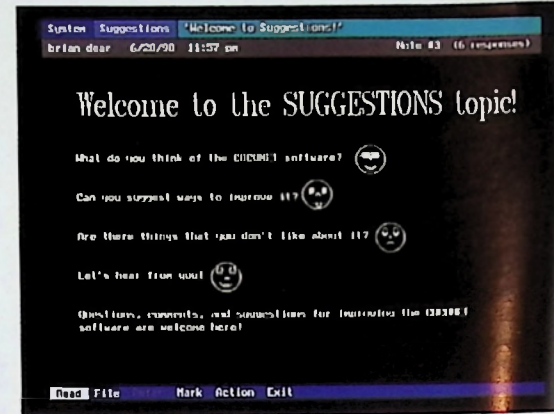 System Suggestions "Welcome to Suggestions!"
brian dear 6/20/90 11:57 pm Note #3 (6 responses)
Welcome to the SUGGESTIONS topic!
What do you think of the software?
Can you suggest ways to improve it?
Are there things that you don't like about it?
Let's hear from you!
Questions, comments, and suggestions for improving the
software are welcome here!
Read File Mark Action Exit